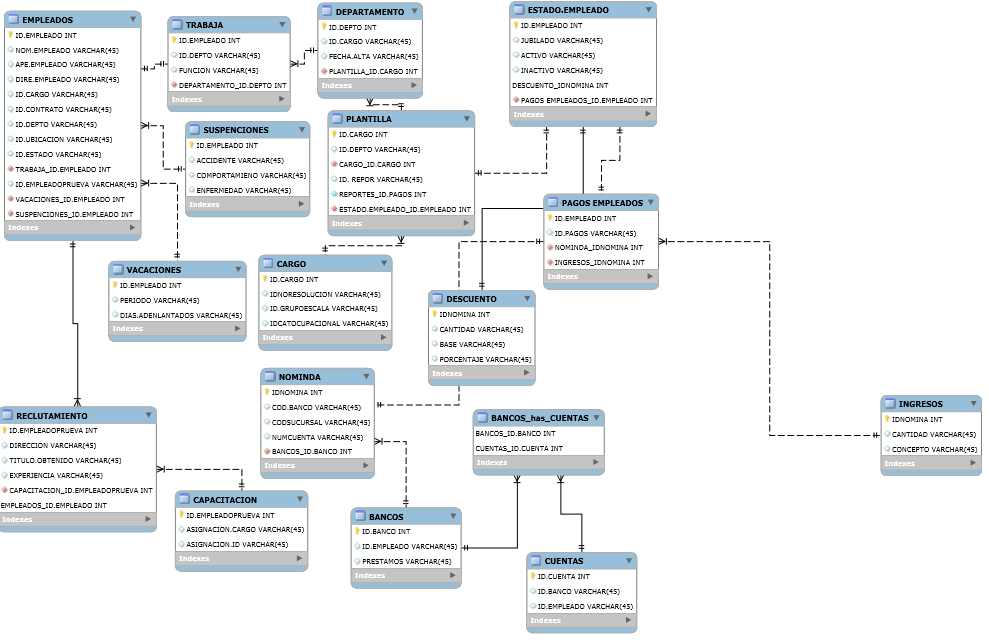 EMPLEADOS
ID.EMPLEADO INT
NOM.EMPLEADO VARCHAR(45)
APE.EMPLEADO VARCHAR(45)
DIRE.EMPLEADO VARCHAR(45)
ID.CARGO VARCHAR(45)
ID.CONTRATO VARCHAR(45)
ID.DEPTO VARCHAR(45)
ID.UBICACION VARCHAR(45)
ID.ESTADO VARCHAR(45)
TRABAJA_ID.EMPLEADO INT
ID.EMPLEADOPRUEVA VARCHAR(45)
VACACIONES_ID.EMPLEADO INT
SUSPENCIONES_ID.EMPLEADO INT
Indexes
TRABAJA
ID.EMPLEADO INT
ID.DEPTO VARCHAR(45)
FUNCION VARCHAR(45)
DEPARTAMENTO_ID.DEPTO INT
Indexes
DEPARTAMENTO
ID.DEPTO INT
ID.CARGO VARCHAR(45)
FECHA.ALTA VARCHAR(45)
PLANTILLA_ID.CARGO INT
Indexes
ESTADO.EMPLEADO
ID.EMPLEADO INT
JUBILADO VARCHAR(45)
ACTIVO VARCHAR(45)
INACTIVO VARCHAR(45)
DESCUENTO_IDNOMINA INT
PAGOS EMPLEADOS_ID.EMPLEADO INT
Indexes
SUSPENCIONES
ID.EMPLEADO INT
ACCIDENTE VARCHAR(45)
COMPORTAMIENO VARCHAR(45)
ENFERMEDAD VARCHAR(45)
Indexes
PLANTILLA
ID.CARGO INT
ID.DEPTO VARCHAR(45)
CARGO_ID.CARGO INT
ID. REPOR VARCHAR(45)
REPORTES_ID.PAGOS INT
ESTADO.EMPLEADO_ID.EMPLEADO INT
Indexes
PAGOS EMPLEADOS
ID.EMPLEADO INT
ID.PAGOS VARCHAR(45)
NOMINDA_IDNOMINA INT
INGRESOS_IDNOMINA INT
Indexes
VACACIONES
ID.EMPLEADO INT
PERIODO VARCHAR(45)
DIAS.ADENLANTADOS VARCHAR(45)
Indexes
CARGO
ID.CARGO INT
IDNORESOLUCION VARCHAR(45)
ID.GRUPOESCALA VARCHAR(45)
IDCATOCUPACIONAL VARCHAR(45)
Indexes
DESCUENTO
IDNOMINA INT
CANTIDAD VARCHAR(45)
BASE VARCHAR(45)
PORCENTAJE VARCHAR(45)
Indexes
NOMINDA
IDNOMINA INT
COD.BANCO VARCHAR(45)
CODSUCURSAL VARCHAR(45)
NUMCUENTA VARCHAR(45)
BANCOS_ID.BANCO INT
Indexes
BANCOS_has_CUENTAS
BANCOS_ID.BANCO INT
CUENTAS_ID.CUENTA INT
Indexes
INGRESOS
IDNOMINA INT
CANTIDAD VARCHAR(45)
CONCEPTO VARCHAR(45)
Indexes
RECLUTAMIENTO
ID.EMPLEADOPRUEVA INT
DIRECCION VARCHAR(45)
TITULO.OBTENIDO VARCHAR(45)
EXPERIENCIA VARCHAR(45)
CAPACITACION_ID.EMPLEADOPRUEVA INT
EMPLEADOS_ID.EMPLEADO INT
Indexes
CAPACITACION
ID.EMPLEADOPRUEVA INT
ASIGNACION.CARGO VARCHAR(45)
ASIGNACION.ID VARCHAR(45)
Indexes
BANCOS
ID.BANCO INT
ID.EMPLEADO VARCHAR(45)
PRESTAMOS VARCHAR(45)
Indexes
CUENTAS
ID.CUENTA INT
ID.BANCO VARCHAR(45)
ID.EMPLEADO VARCHAR(45)
Indexes